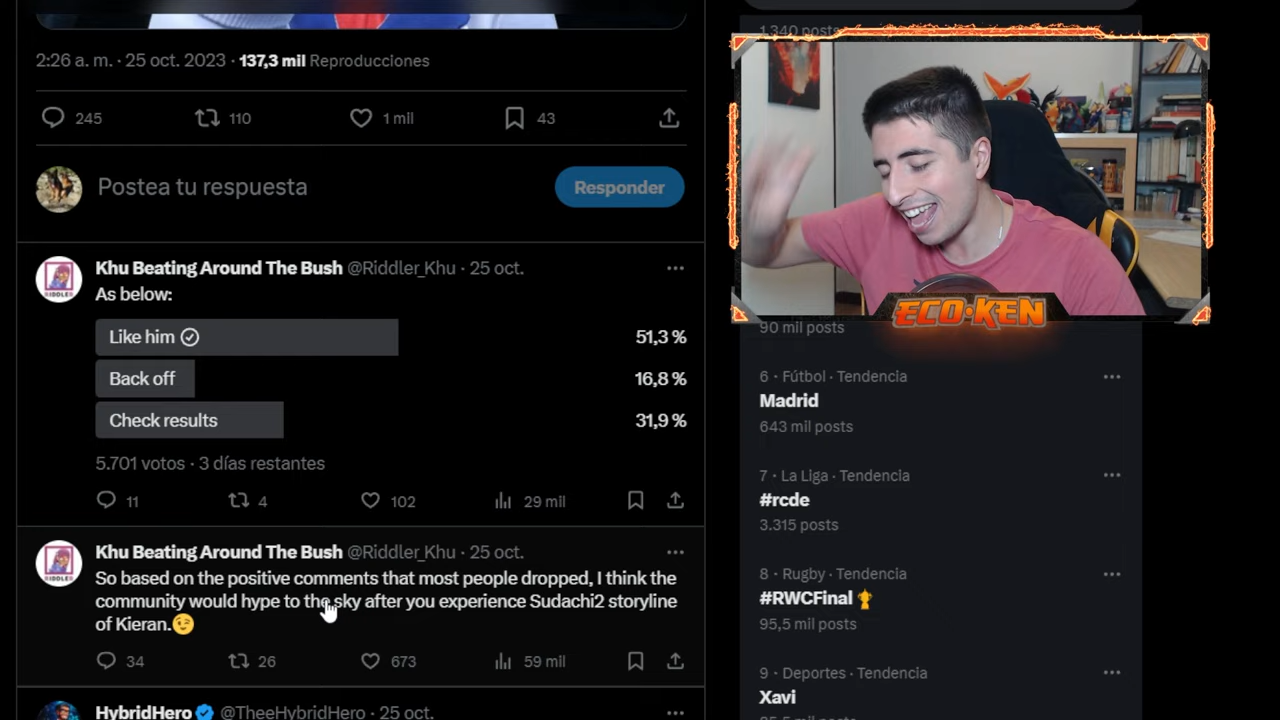 2:26 a. m. · 25 oct. 2023 · 137,3 mil Reproducciones
245 110 1 mil 43
Postea tu respuesta
Responder
Khu Beating Around The Bush @Riddler_Khu · 25 oct.
As below:
Like him 51,3 %
Back off 16,8 %
Check results 31,9 %
5.701 votos · 3 días restantes
11 4 102 29 mil
Khu Beating Around The Bush @Riddler_Khu · 25 oct.
So based on the positive comments that most people dropped, I think the
community would hype to the sky after you experience Sudachi2 storyline
of Kieran.😉
34 26 673 59 mil
HybridHero @TheeHybridHero · 25 oct.
1.340 posts
ECO·KEN
90 mil posts
6 · Fútbol · Tendencia
Madrid
643 mil posts
7 · La Liga · Tendencia
#rcde
3.315 posts
8 · Rugby · Tendencia
#RWCFinal🏆
95,5 mil posts
9 · Deportes · Tendencia
Xavi